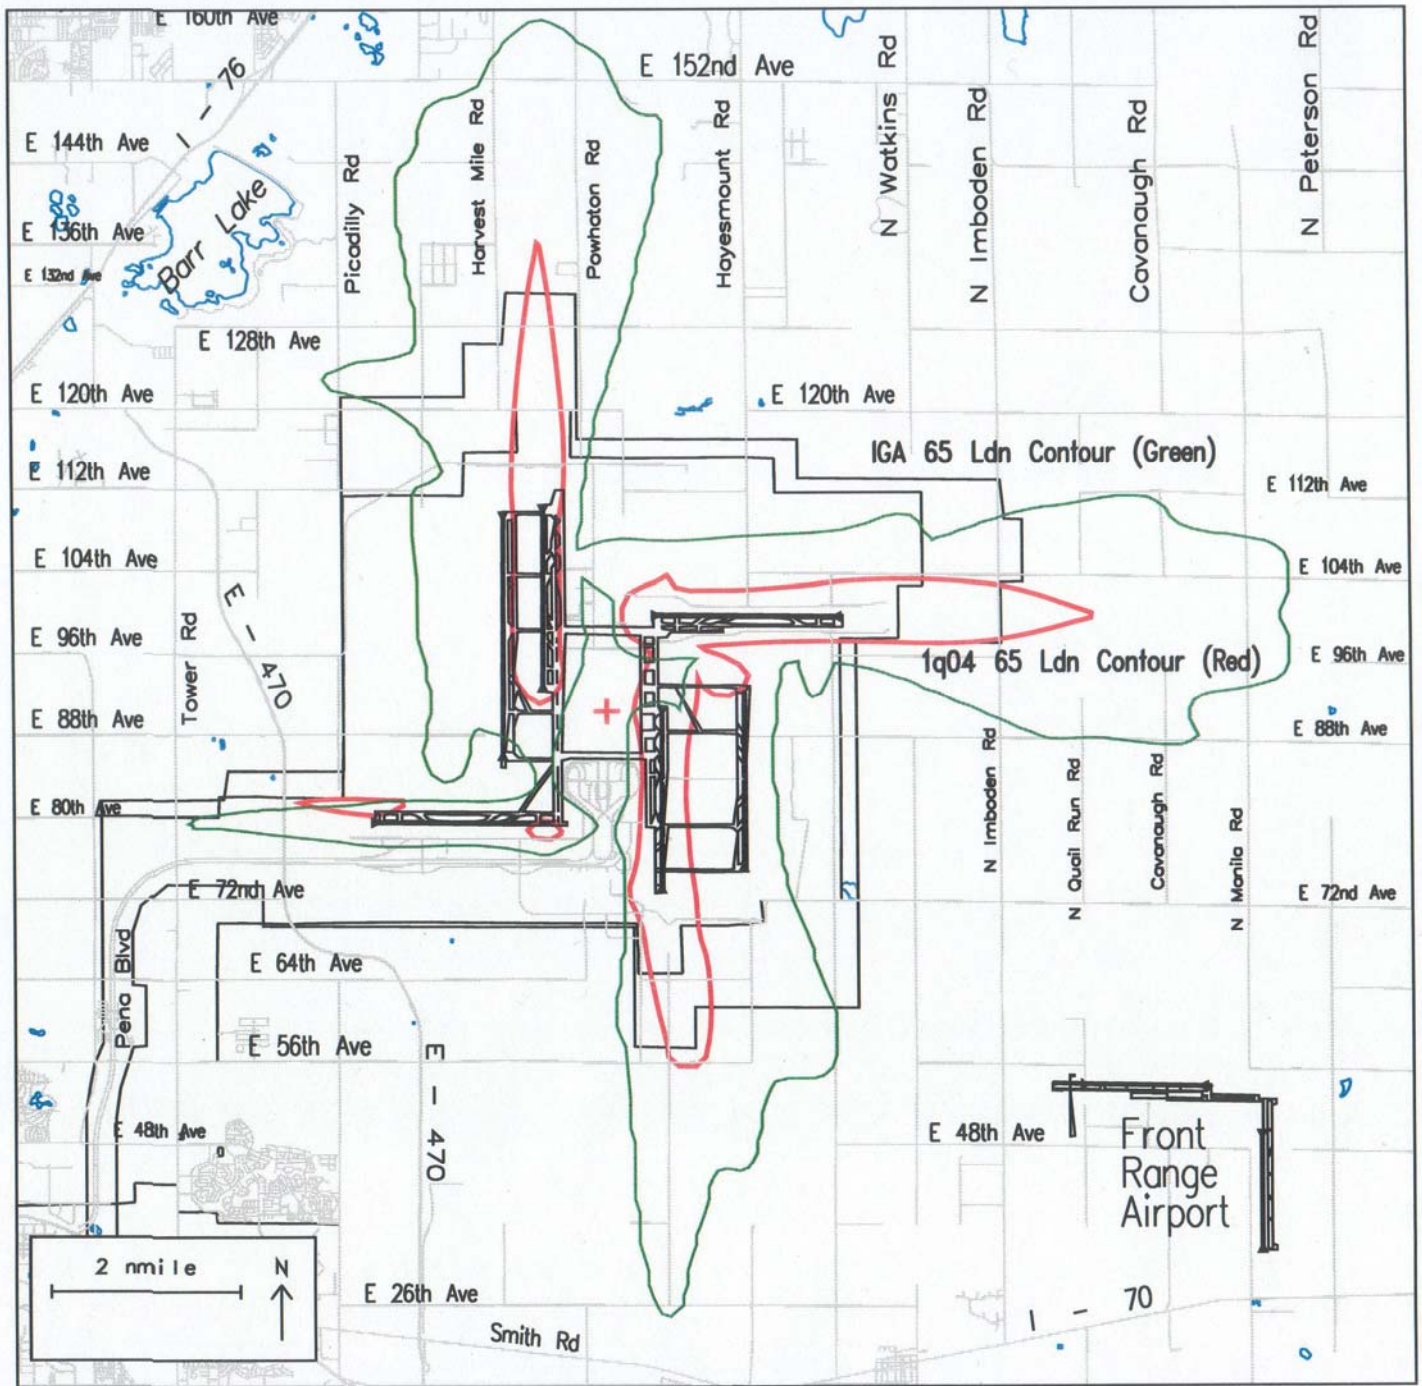 E 160th Ave
I - 76
E 152nd Ave
E 144th Ave
Barr Lake
E 136th Ave
E 132nd Ave
Picadilly Rd
Harvest Mile Rd
Powhaton Rd
Hayesmount Rd
N Watkins Rd
N Imboden Rd
Cavanaugh Rd
N Peterson Rd
E 128th Ave
E 120th Ave
E 120th Ave
IGA 65 Ldn Contour (Green)
E 112th Ave
E 112th Ave
E 104th Ave
E 104th Ave
E - 470
Tower Rd
E 96th Ave
1q04 65 Ldn Contour (Red)
E 96th Ave
E 88th Ave
E 88th Ave
N Imboden Rd
N Quail Run Rd
Cavanaugh Rd
N Manila Rd
E 80th Ave
E 72nd Ave
E 72nd Ave
Pena Blvd
E 64th Ave
E 56th Ave
E - 470
E 48th Ave
E 48th Ave
Front
Range
Airport
2 nmile
N
E 26th Ave
Smith Rd
I - 70